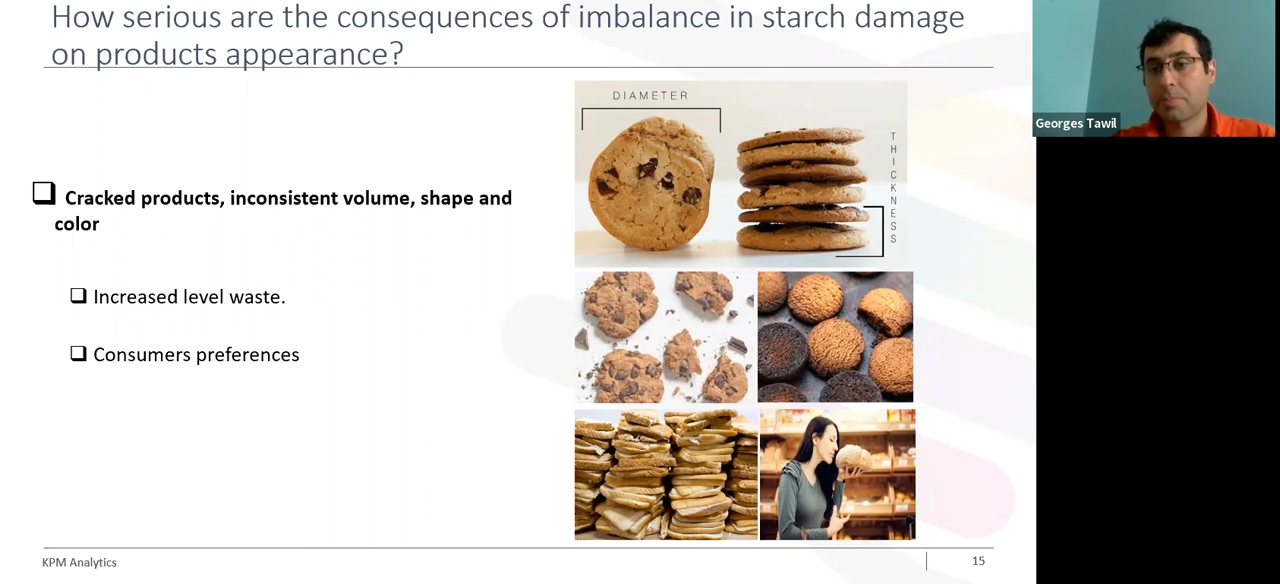 How serious are the consequences of imbalance in starch damage
on products appearance?
Cracked products, inconsistent volume, shape and
color
Increased level waste.
Consumers preferences
DIAMETER
THICKNESS
Georges Tawil
KPM Analytics
15